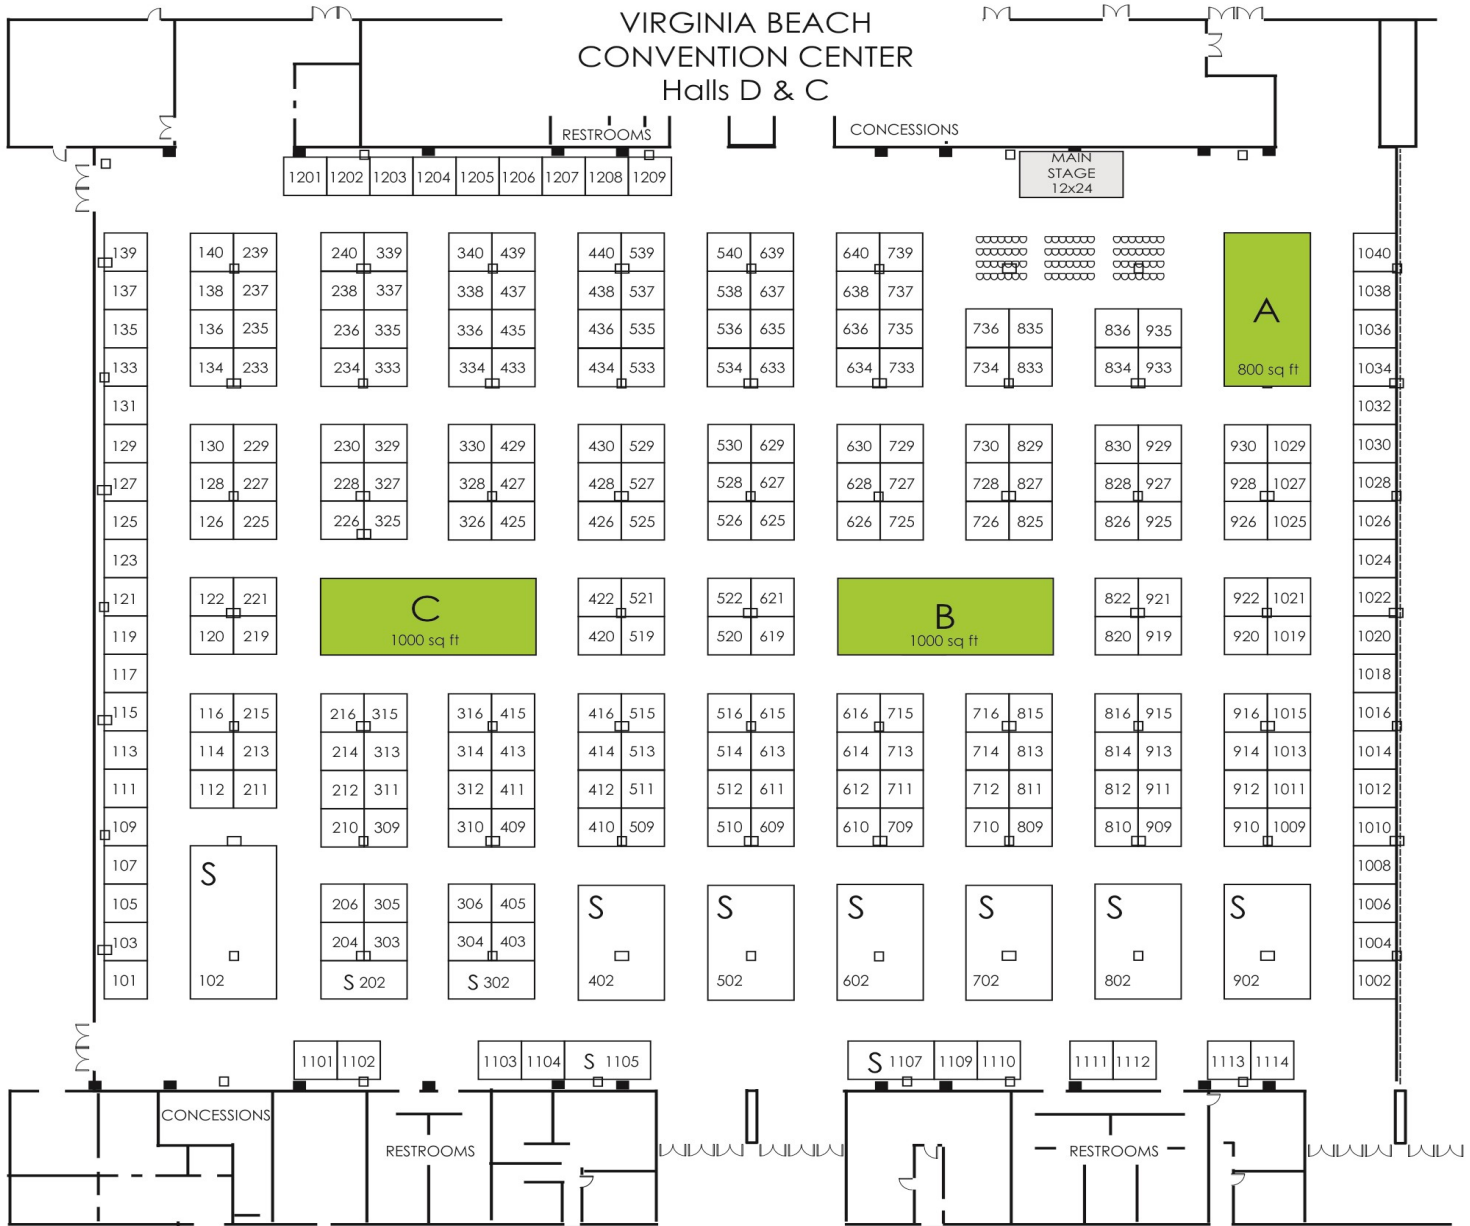 VIRGINIA BEACH
CONVENTION CENTER
Halls D & C
RESTROOMS
CONCESSIONS
MAIN
STAGE
12x24
1201 1202 1203 1204 1205 1206 1207 1208 1209
139 140 239 240 339 340 439 440 539 540 639 640 739 1040
137 138 237 238 337 338 437 438 537 538 637 638 737 1038
A
135 136 235 236 335 336 435 436 535 536 635 636 735 736 835 836 935 1036
133 134 233 234 333 334 433 434 533 534 633 634 733 734 833 834 933 800 sq ft 1034
131 1032
129 130 229 230 329 330 429 430 529 530 629 630 729 730 829 830 929 930 1029 1030
127 128 227 228 327 328 427 428 527 528 627 628 727 728 827 828 927 928 1027 1028
125 126 225 226 325 326 425 426 525 526 625 626 725 726 825 826 925 926 1025 1026
123 1024
121 122 221 C 422 521 522 621 B 822 921 922 1021 1022
119 120 219 1000 sq ft 420 519 520 619 1000 sq ft 820 919 920 1019 1020
117 1018
115 116 215 216 315 316 415 416 515 516 615 616 715 716 815 816 915 916 1015 1016
113 114 213 214 313 314 413 414 513 514 613 614 713 714 813 814 913 914 1013 1014
111 112 211 212 311 312 411 412 511 512 611 612 711 712 811 812 911 912 1011 1012
109 210 309 310 409 410 509 510 609 610 709 710 809 810 909 910 1009 1010
107 S 1008
105 206 305 306 405 S S S S S S 1006
103 204 303 304 403 1004
101 102 S 202 S 302 402 502 602 702 802 902 1002
1101 1102 1103 1104 S 1105 S 1107 1109 1110 1111 1112 1113 1114
CONCESSIONS
RESTROOMS
RESTROOMS